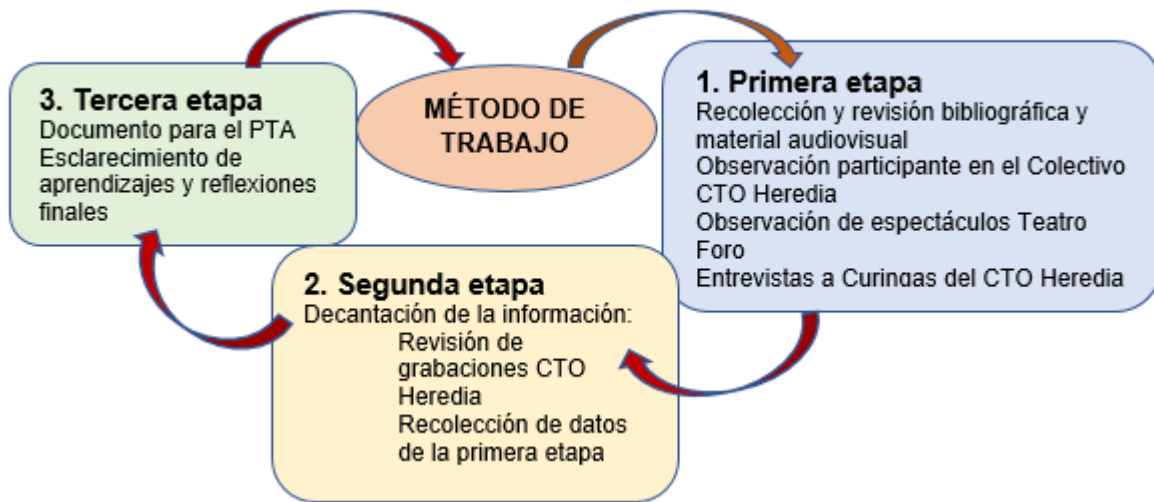 MÉTODO DE
TRABAJO
1. Primera etapa
Recolección y revisión bibliográfica y
material audiovisual
Observación participante en el Colectivo
CTO Heredia
Observación de espectáculos Teatro
Foro
Entrevistas a Curingas del CTO Heredia
2. Segunda etapa
Decantación de la información:
Revisión de
grabaciones CTO
Heredia
Recolección de datos
de la primera etapa
3. Tercera etapa
Documento para el PTA
Esclarecimiento de
aprendizajes y reflexiones
finales